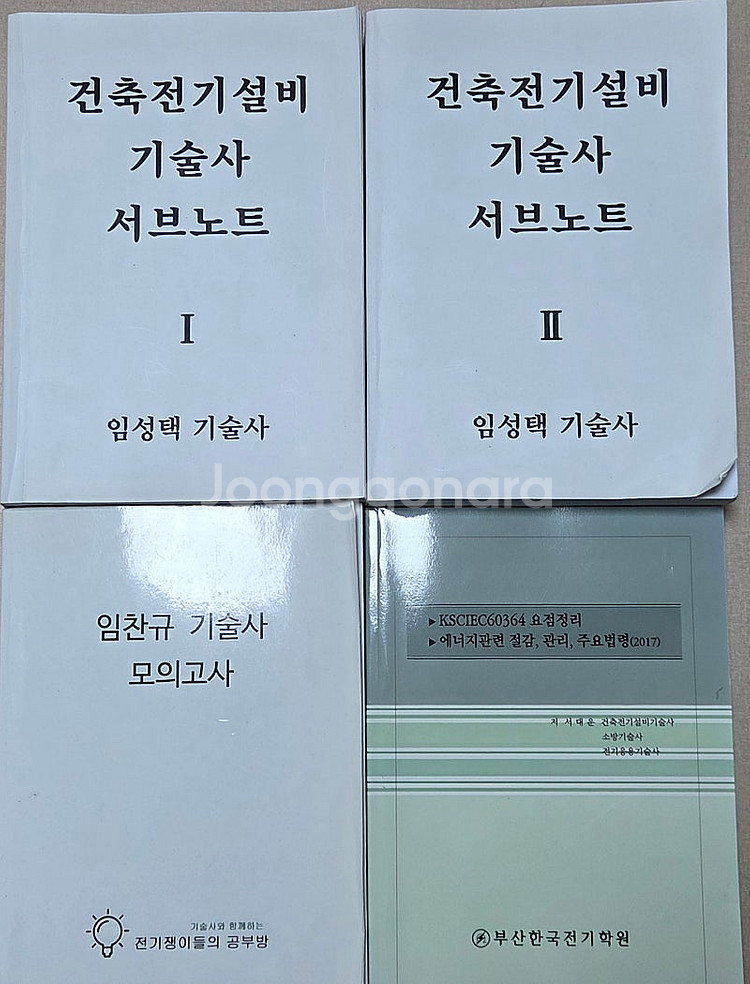 건축전기설비
기술사
서브노트
I
임성택 기술사
건축전기설비
기술사
서브노트
II
임성택 기술사
Joonggonara
임찬규 기술사
모의고사
기술사와 함께하는
전기쟁이들의 공부방
▶ KSCIEC60364 요점정리
▶ 에너지관련 절감, 관리, 주요법령(2017)
저 서대운 건축전기설비기술사
소방기술사
전기응용기술사
부산한국전기학원